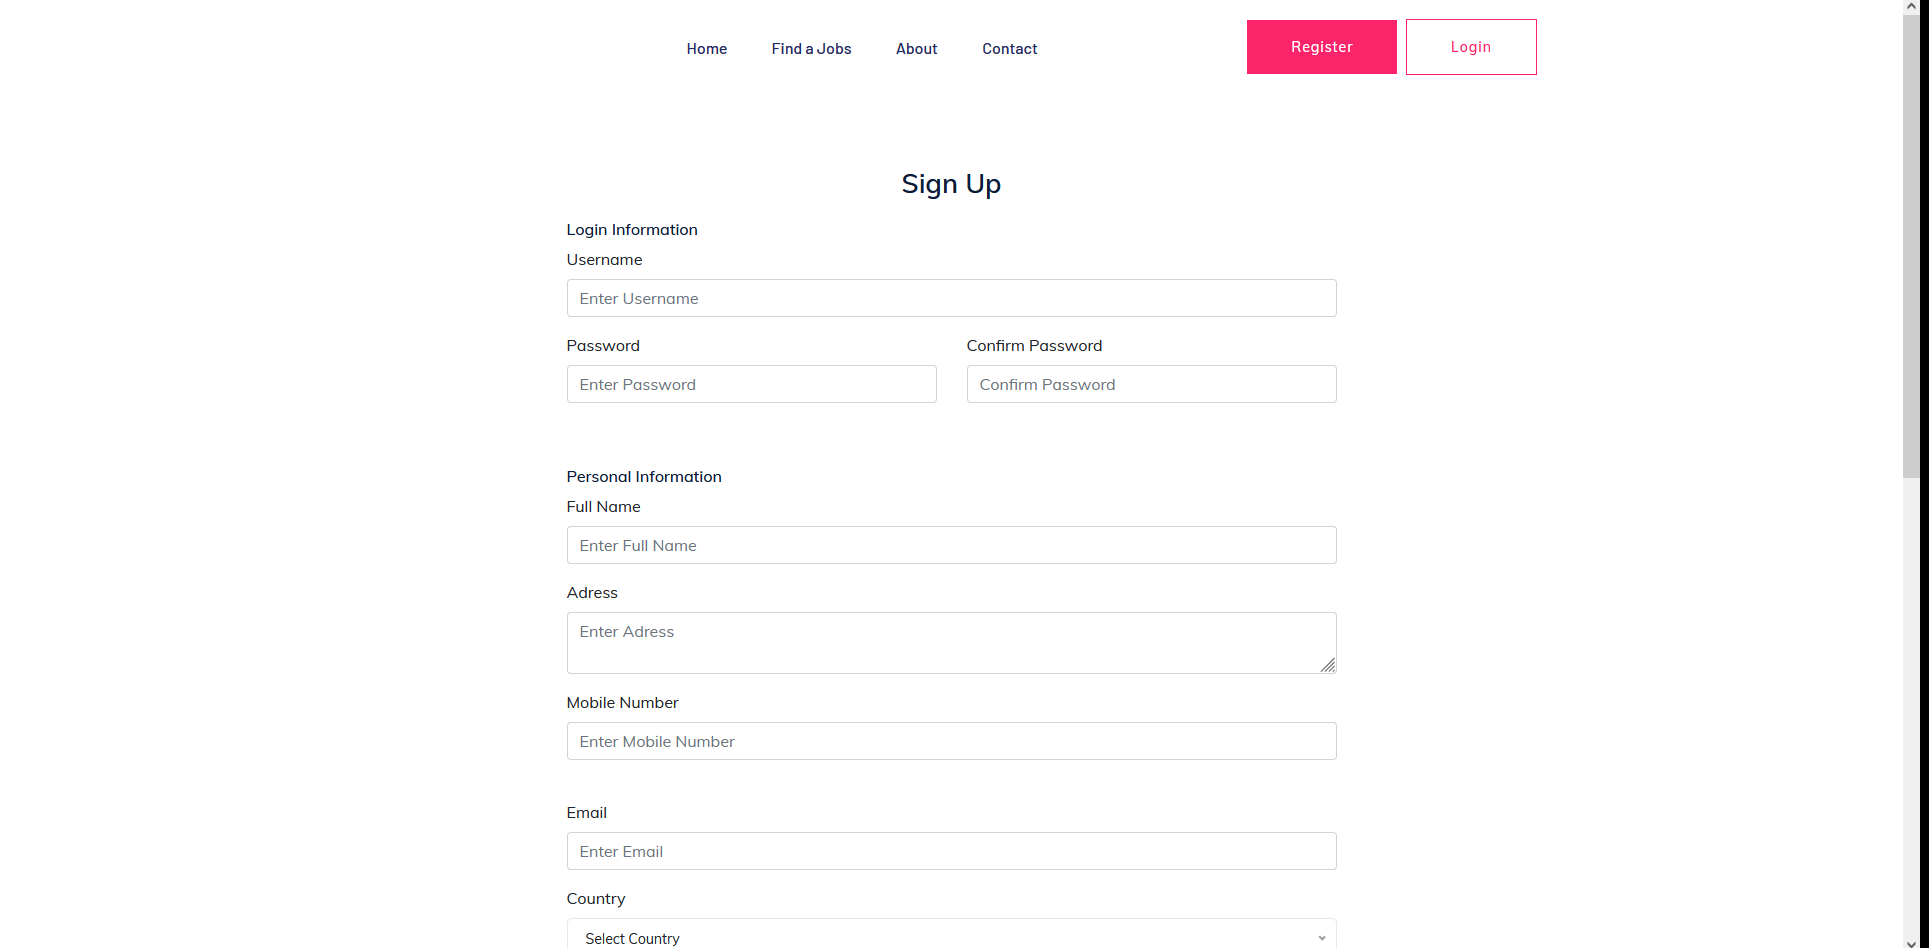 Home Find a Jobs About Contact Register Login
Sign Up
Login Information
Username
Enter Username
Password Confirm Password
Enter Password Confirm Password
Personal Information
Full Name
Enter Full Name
Adress
Enter Adress
Mobile Number
Enter Mobile Number
Email
Enter Email
Country
Select Country